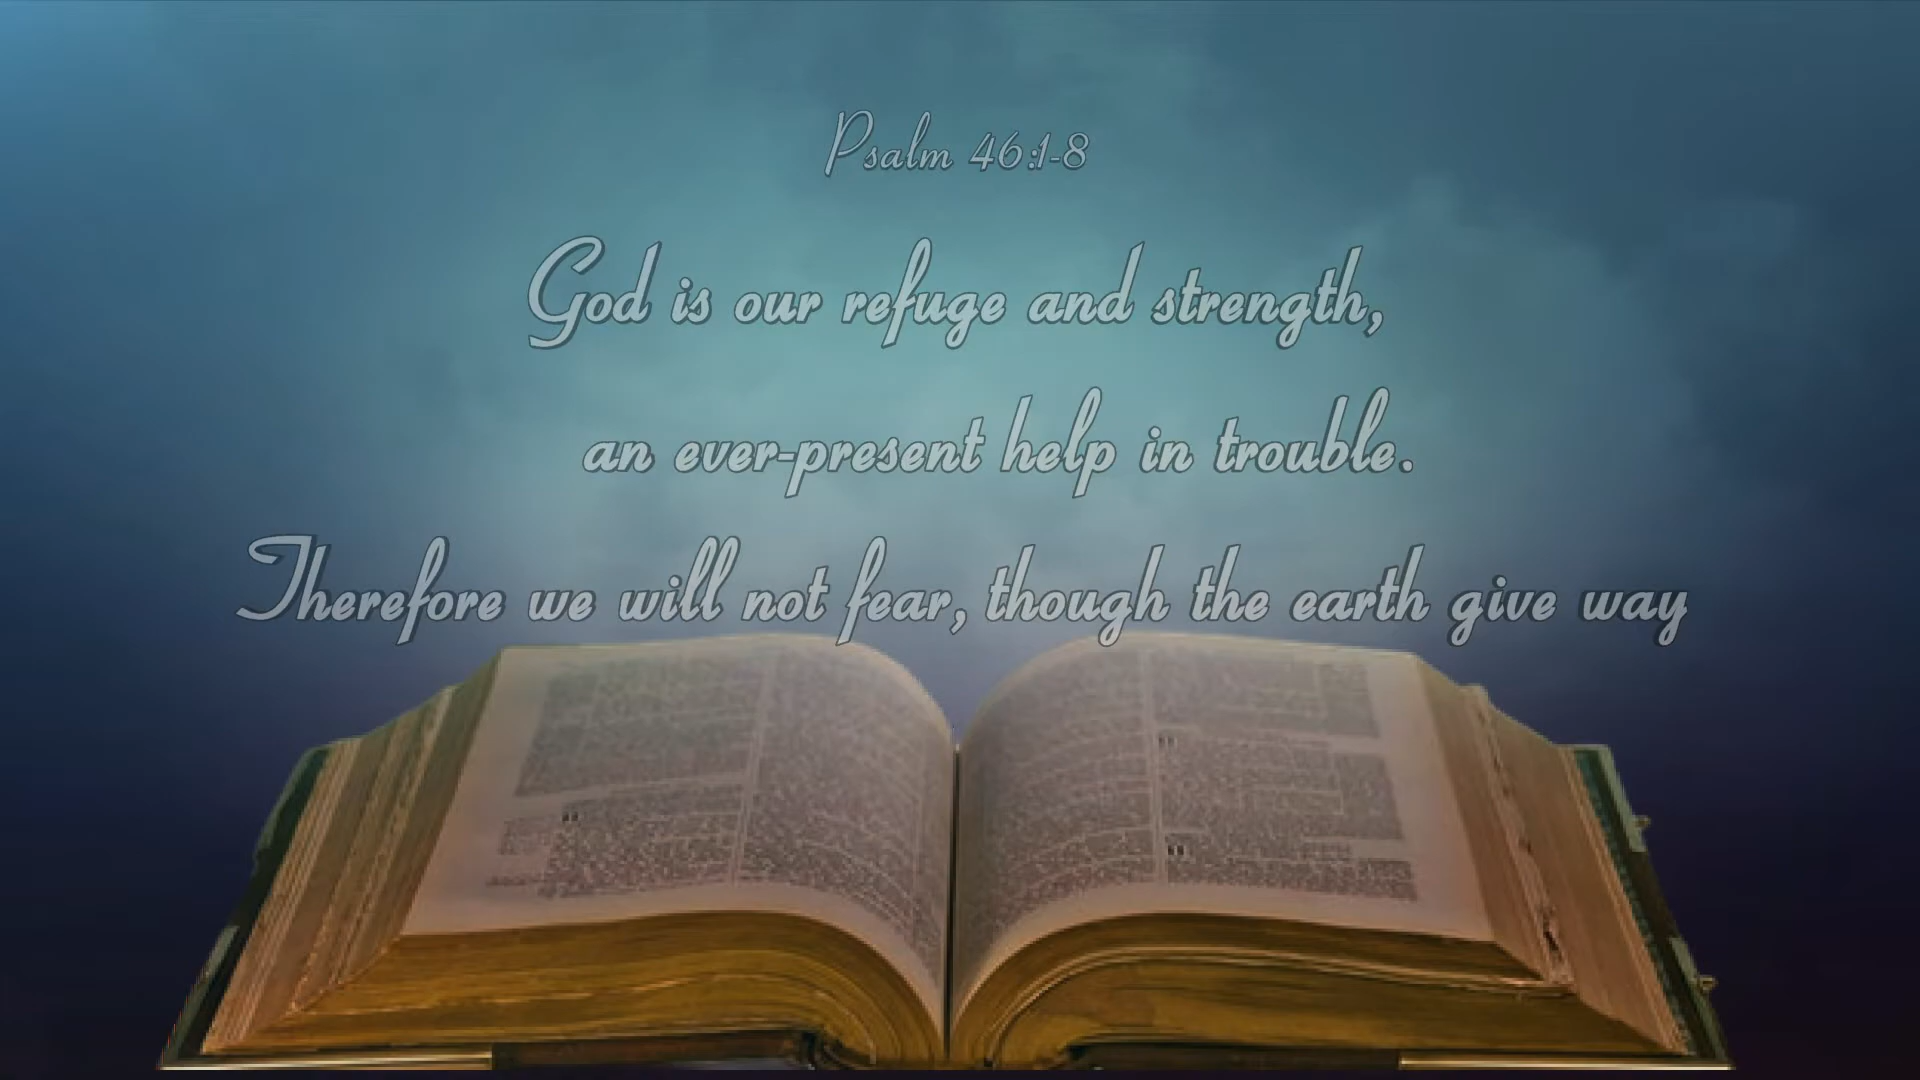 Psalm 46:1-8
God is our refuge and strength,
an ever-present help in trouble.
Therefore we will not fear, though the earth give way